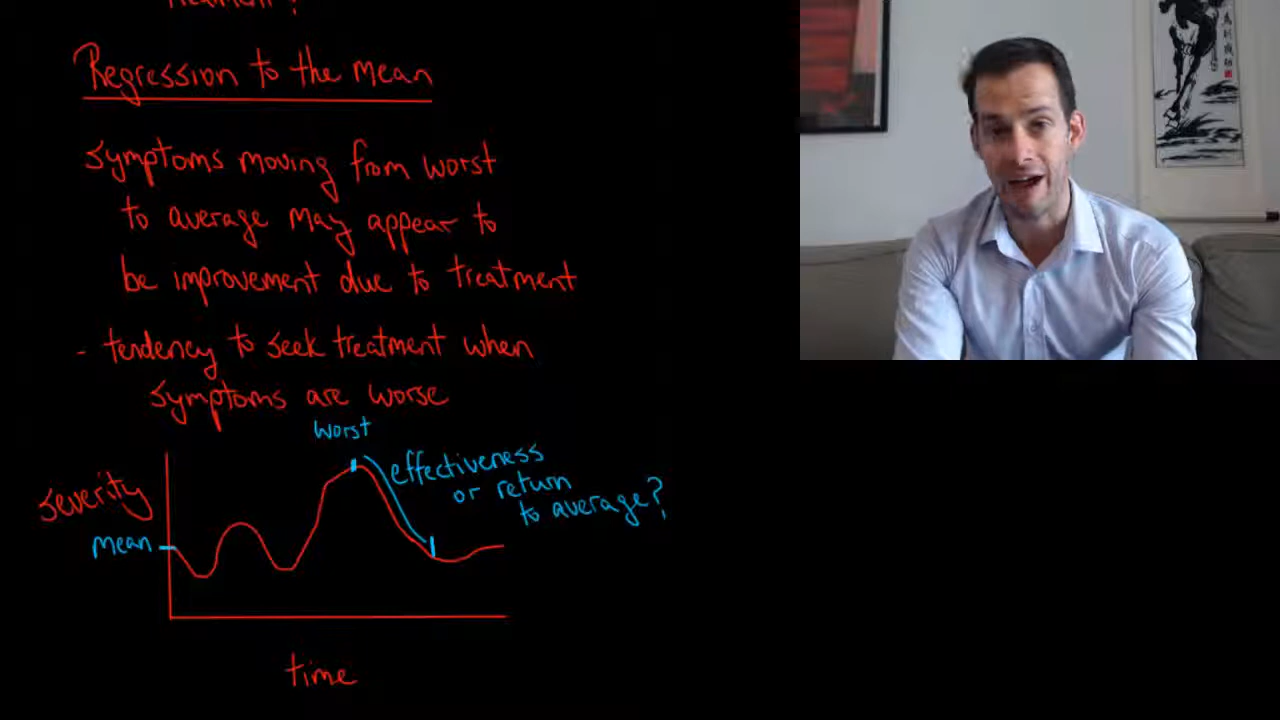 Treatment?
Regression to the Mean
symptoms moving from worst
to average may appear to
be improvement due to treatment
- tendency to seek treatment when
symptoms are worse
worst
effectiveness
or return
to average?
severity
mean
time